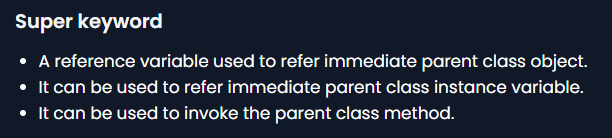 Super keyword
• A reference variable used to refer immediate parent class object.
• It can be used to refer immediate parent class instance variable.
• It can be used to invoke the parent class method.